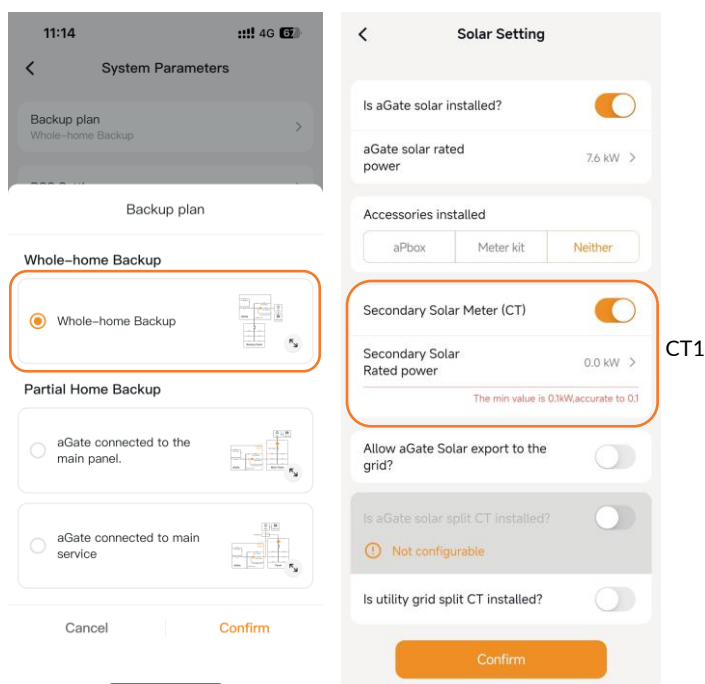 11:14
4G 67
System Parameters
Backup plan
Whole-home Backup
Backup plan
Whole-home Backup
Whole-home Backup
Partial Home Backup
aGate connected to the
main panel.
aGate connected to main
service
Cancel
Confirm
Solar Setting
Is aGate solar installed?
aGate solar rated
power
7.6 kW
Accessories installed
aPbox
Meter kit
Neither
Secondary Solar Meter (CT)
Secondary Solar
Rated power
0.0 kW
The min value is 0.1kW,accurate to 0.1
CT1
Allow aGate Solar export to the
grid?
Is aGate solar split CT installed?
Not configurable
Is utility grid split CT installed?
Confirm